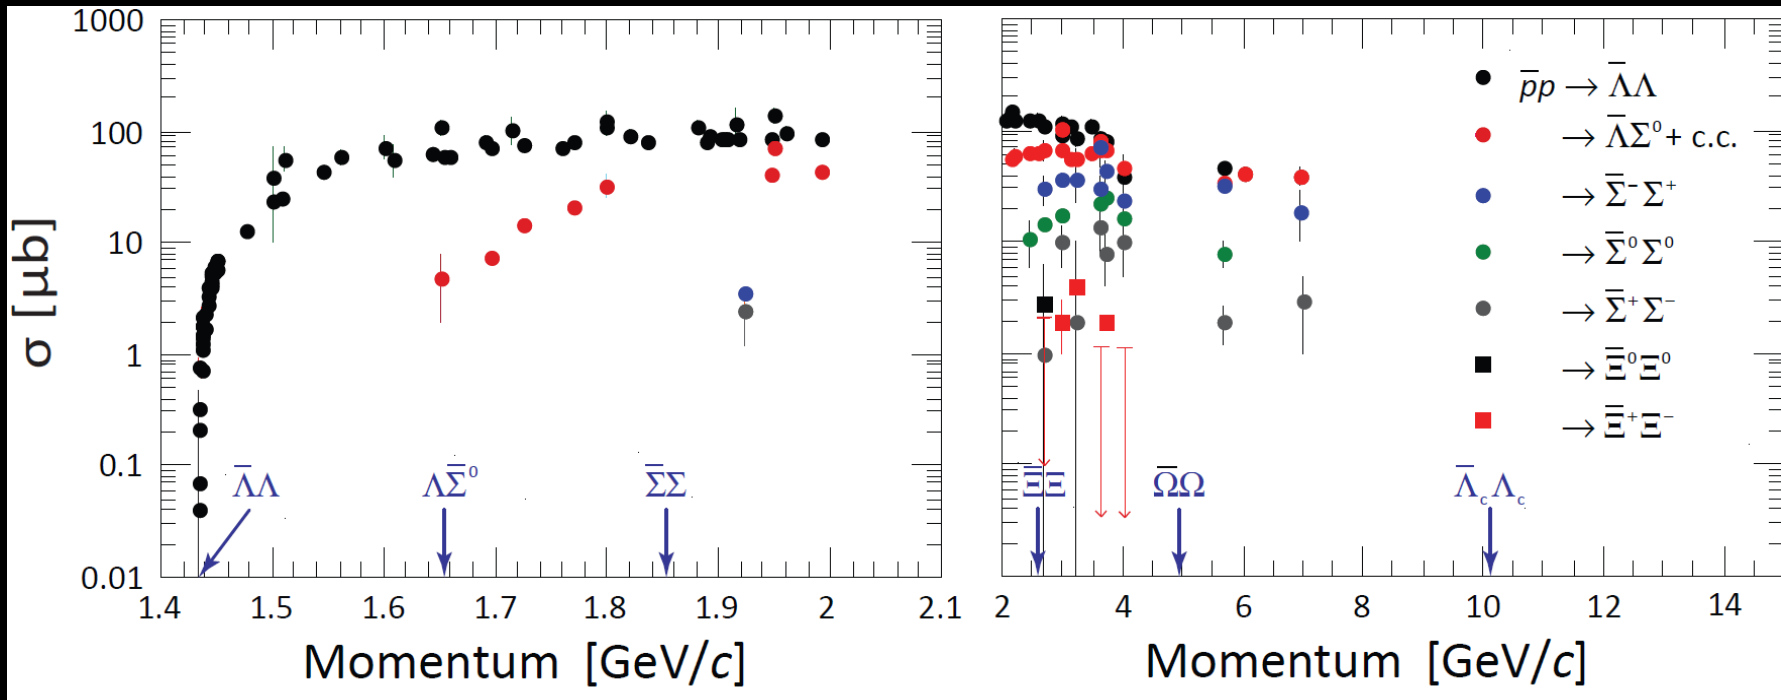 σ [μb]
1000
100
10
1
0.1
0.01
Λ̅Λ
ΛΣ̅⁰
Σ̅Σ
1.4 1.5 1.6 1.7 1.8 1.9 2 2.1
Momentum [GeV/c]
p̅p → Λ̅Λ
→ Λ̅Σ⁰ + c.c.
→ Σ̅⁻Σ⁺
→ Σ̅⁰Σ⁰
→ Σ̅⁺Σ⁻
→ Ξ̅⁰Ξ⁰
→ Ξ̅⁺Ξ⁻
Ξ̅Ξ
Ω̅Ω
Λ̅cΛc
2 4 6 8 10 12 14
Momentum [GeV/c]